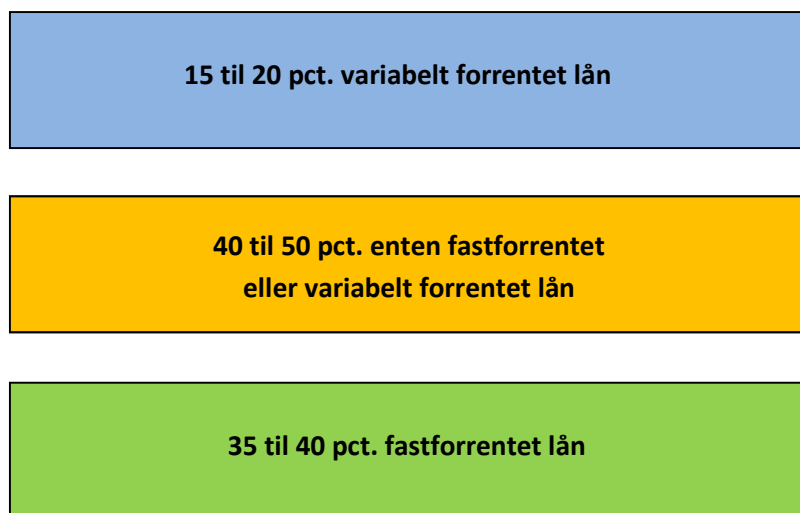 15 til 20 pct. variabelt forrentet lån
40 til 50 pct. enten fastforrentet
eller variabelt forrentet lån
35 til 40 pct. fastforrentet lån